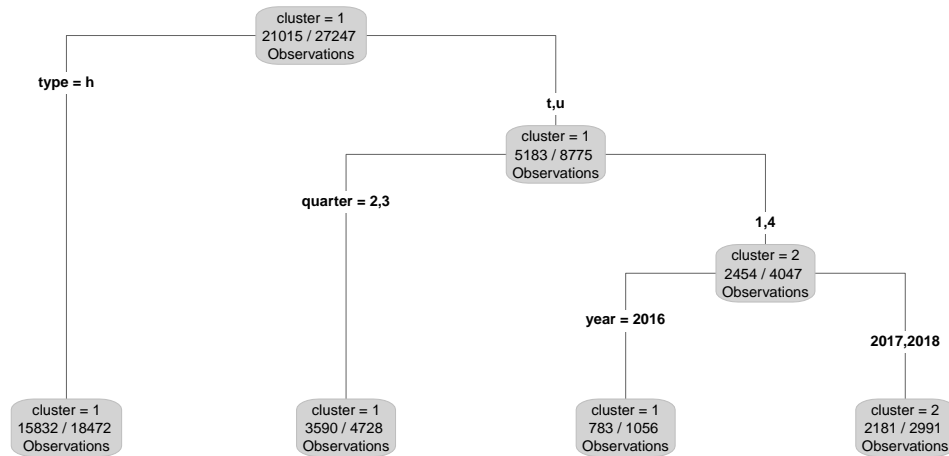 cluster = 1
21015 / 27247
Observations
type = h
t,u
cluster = 1
5183 / 8775
Observations
quarter = 2,3
1,4
cluster = 2
2454 / 4047
Observations
year = 2016
2017,2018
cluster = 1
15832 / 18472
Observations
cluster = 1
3590 / 4728
Observations
cluster = 1
783 / 1056
Observations
cluster = 2
2181 / 2991
Observations